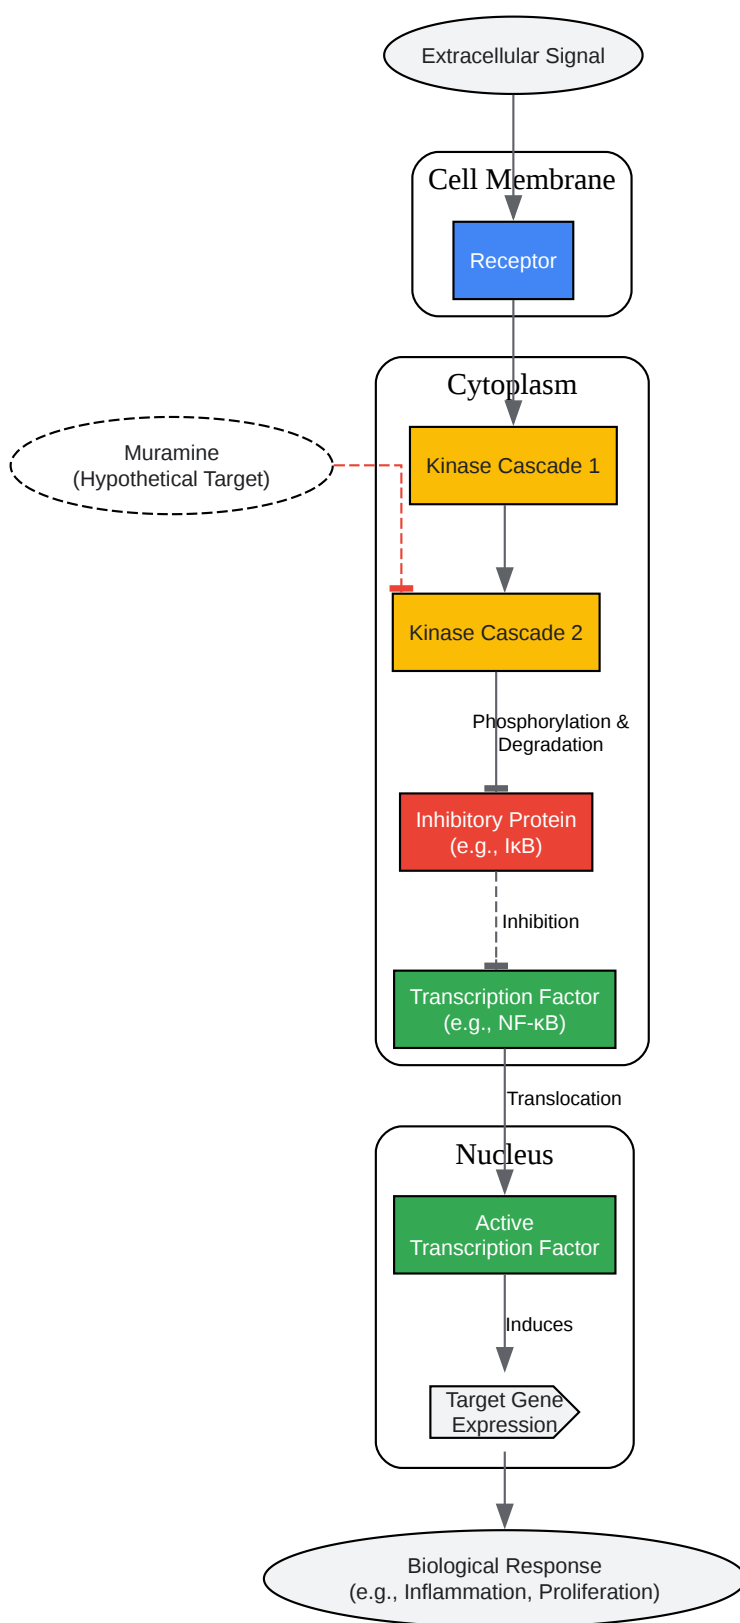 Extracellular Signal
Cell Membrane
Receptor
Cytoplasm
Muramine
(Hypothetical Target)
Kinase Cascade 1
Kinase Cascade 2
Phosphorylation &
Degradation
Inhibitory Protein
(e.g., IκB)
Inhibition
Transcription Factor
(e.g., NF-κB)
Translocation
Nucleus
Active
Transcription Factor
Induces
Target Gene
Expression
Biological Response
(e.g., Inflammation, Proliferation)